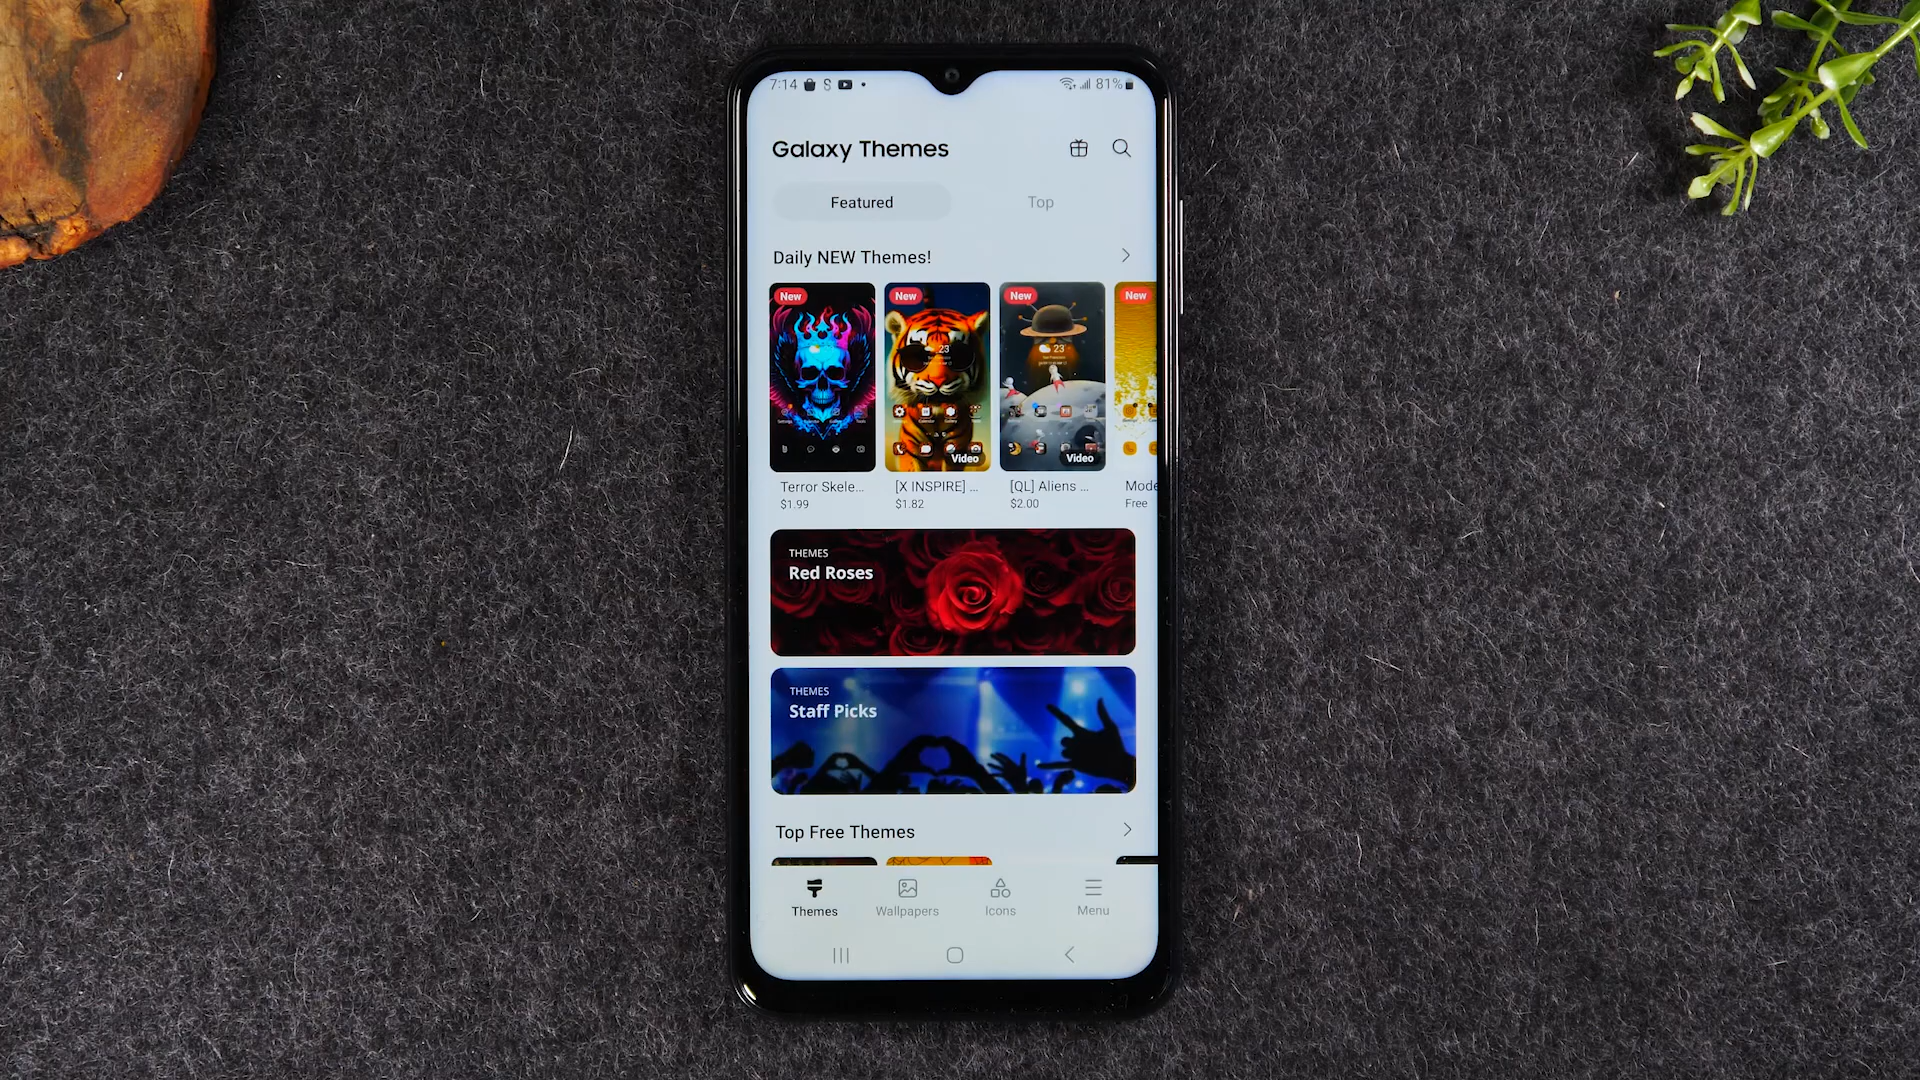 7:14
81%
Galaxy Themes
Featured
Top
Daily NEW Themes!
New
New
New
New
23
23
Video
Video
Terror Skele...
$1.99
[X INSPIRE] ...
$1.82
[QL] Aliens ...
$2.00
Mode
Free
THEMES
Red Roses
THEMES
Staff Picks
Top Free Themes
Themes
Wallpapers
Icons
Menu